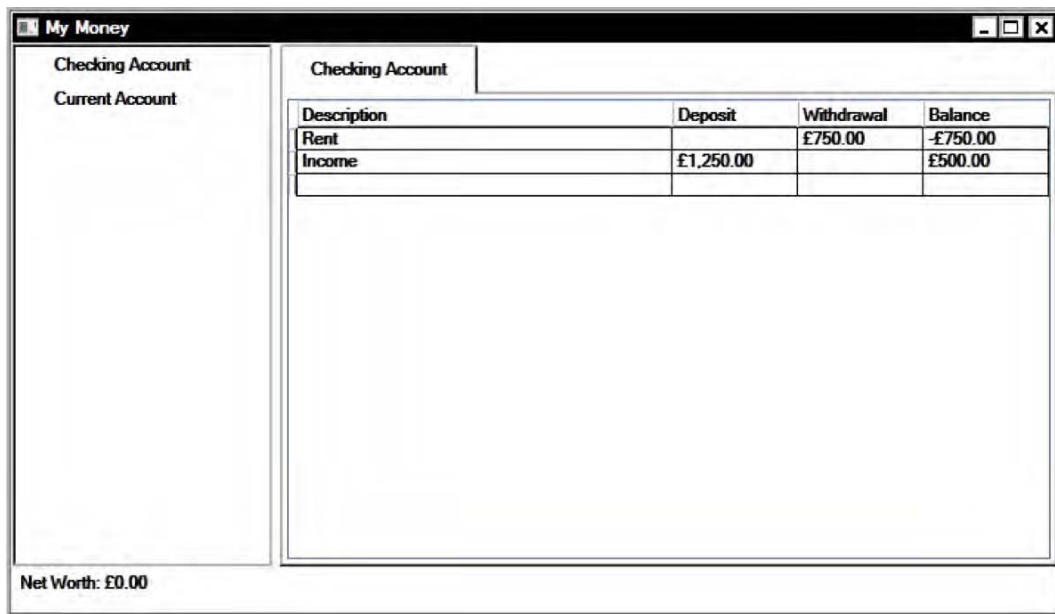 My Money
Checking Account
Current Account
Checking Account
Description Deposit Withdrawal Balance
Rent £750.00 -£750.00
Income £1,250.00 £500.00
Net Worth: £0.00